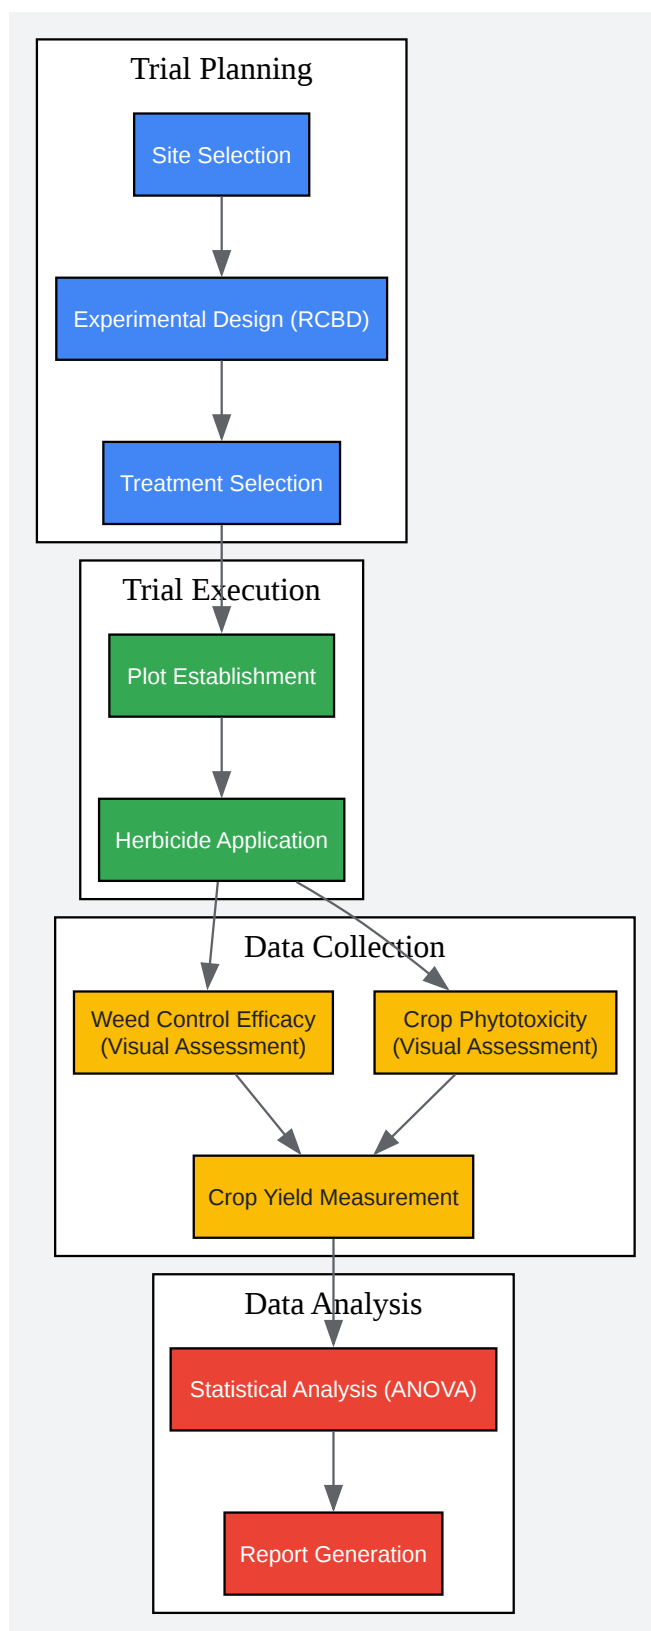 Trial Planning
Site Selection
Experimental Design (RCBD)
Treatment Selection
Trial Execution
Plot Establishment
Herbicide Application
Data Collection
Weed Control Efficacy
(Visual Assessment)
Crop Phytotoxicity
(Visual Assessment)
Crop Yield Measurement
Data Analysis
Statistical Analysis (ANOVA)
Report Generation